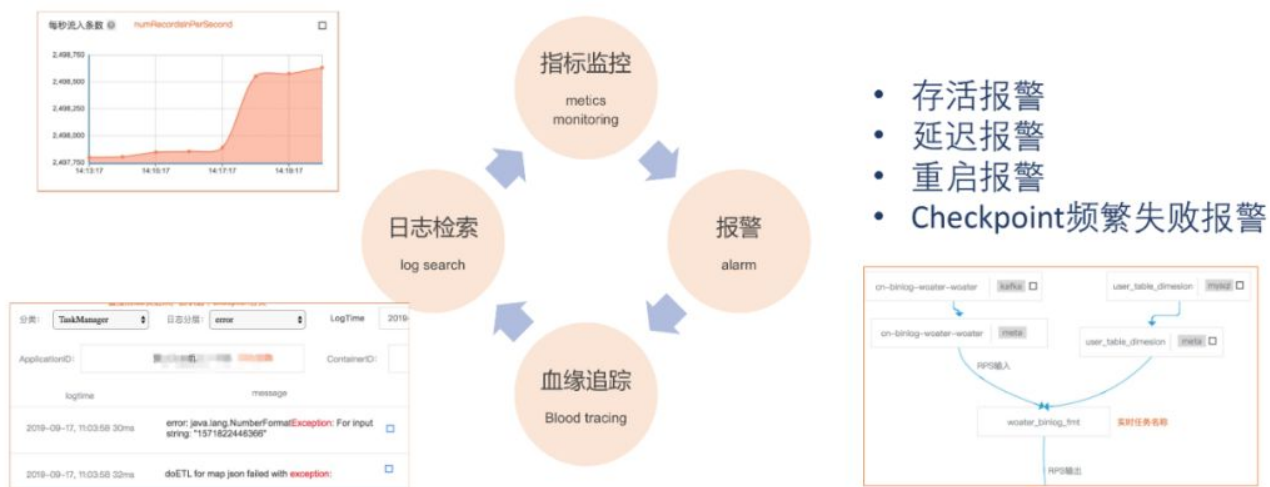 每秒流入条数 numRecordsInPerSecond
2,498,750
2,498,500
2,498,250
2,498,000
2,497,750
14:13:17 14:15:17 14:17:17 14:19:17
指标监控
metics
monitoring
日志检索
log search
报警
alarm
血缘追踪
Blood tracing
• 存活报警
• 延迟报警
• 重启报警
• Checkpoint频繁失败报警
分类: TaskManager 日志分层: error LogTime 2019-
ApplicationID: ContainerID:
logtime message
2019-09-17, 11:03:58 30ms error: java.lang.NumberFormatException: For input
string: "1571822446366"
2019-09-17, 11:03:58 32ms doETL for map json failed with exception:
cn-binlog-woater-woater kafka user_table_dimesion mysql
cn-binlog-woater-woater meta
user_table_dimesion meta
RPS输入
woater_binlog_fmt 实时任务名称
RPS输出